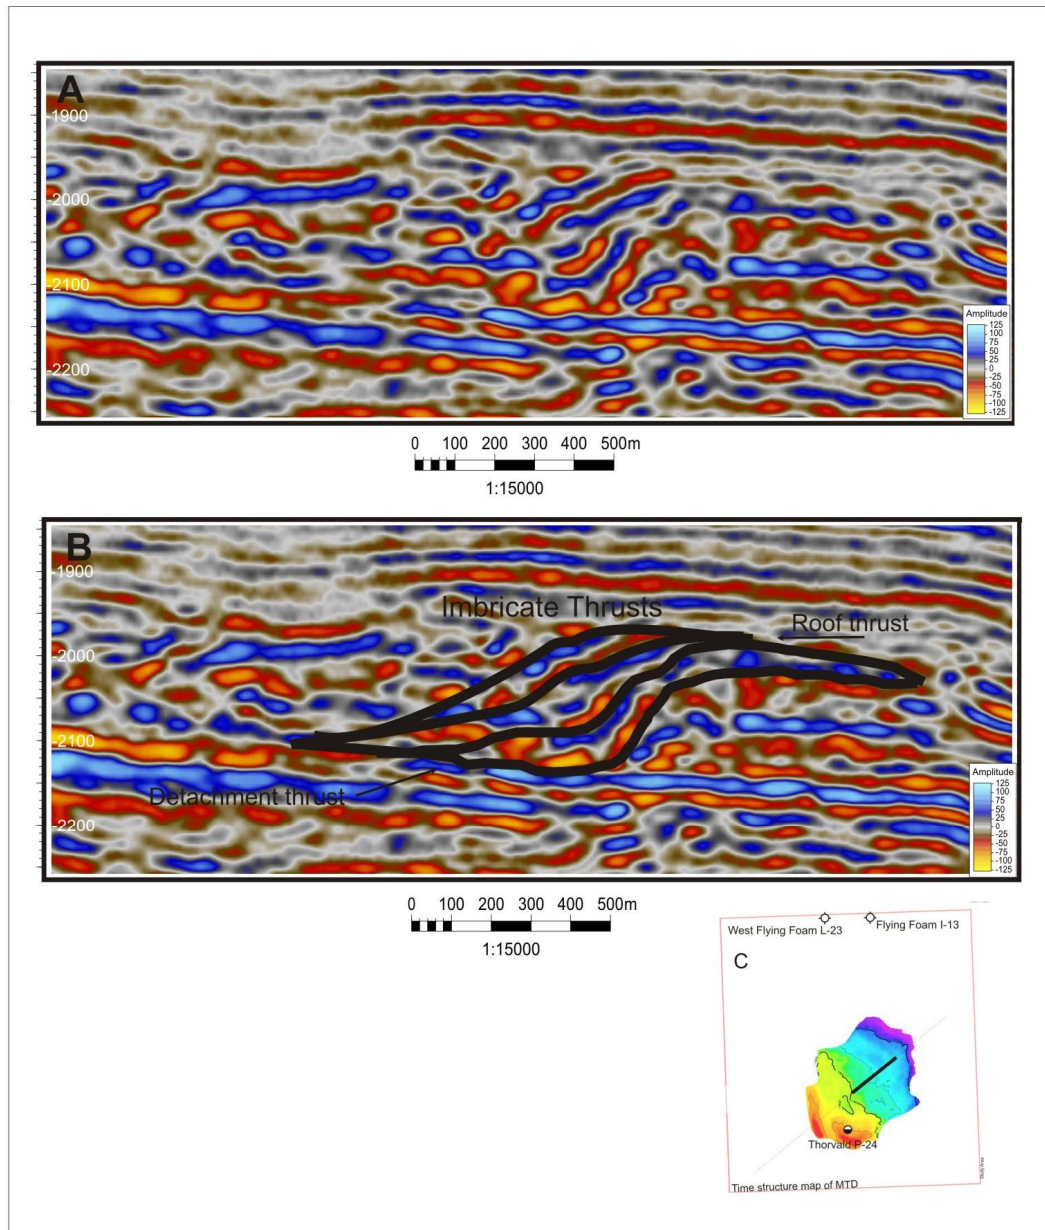 A
-1900
-2000
-2100
-2200
Amplitude
125
100
75
50
25
0
-25
-50
-75
-100
-125
0 100 200 300 400 500m
1:15000
B
-1900
Imbricate Thrusts
Roof thrust
-2000
-2100
Detachment thrust
-2200
Amplitude
125
100
75
50
25
0
-25
-50
-75
-100
-125
0 100 200 300 400 500m
1:15000
West Flying Foam L-23
Flying Foam I-13
C
Thorvald P-24
Time structure map of MTD
Study Area